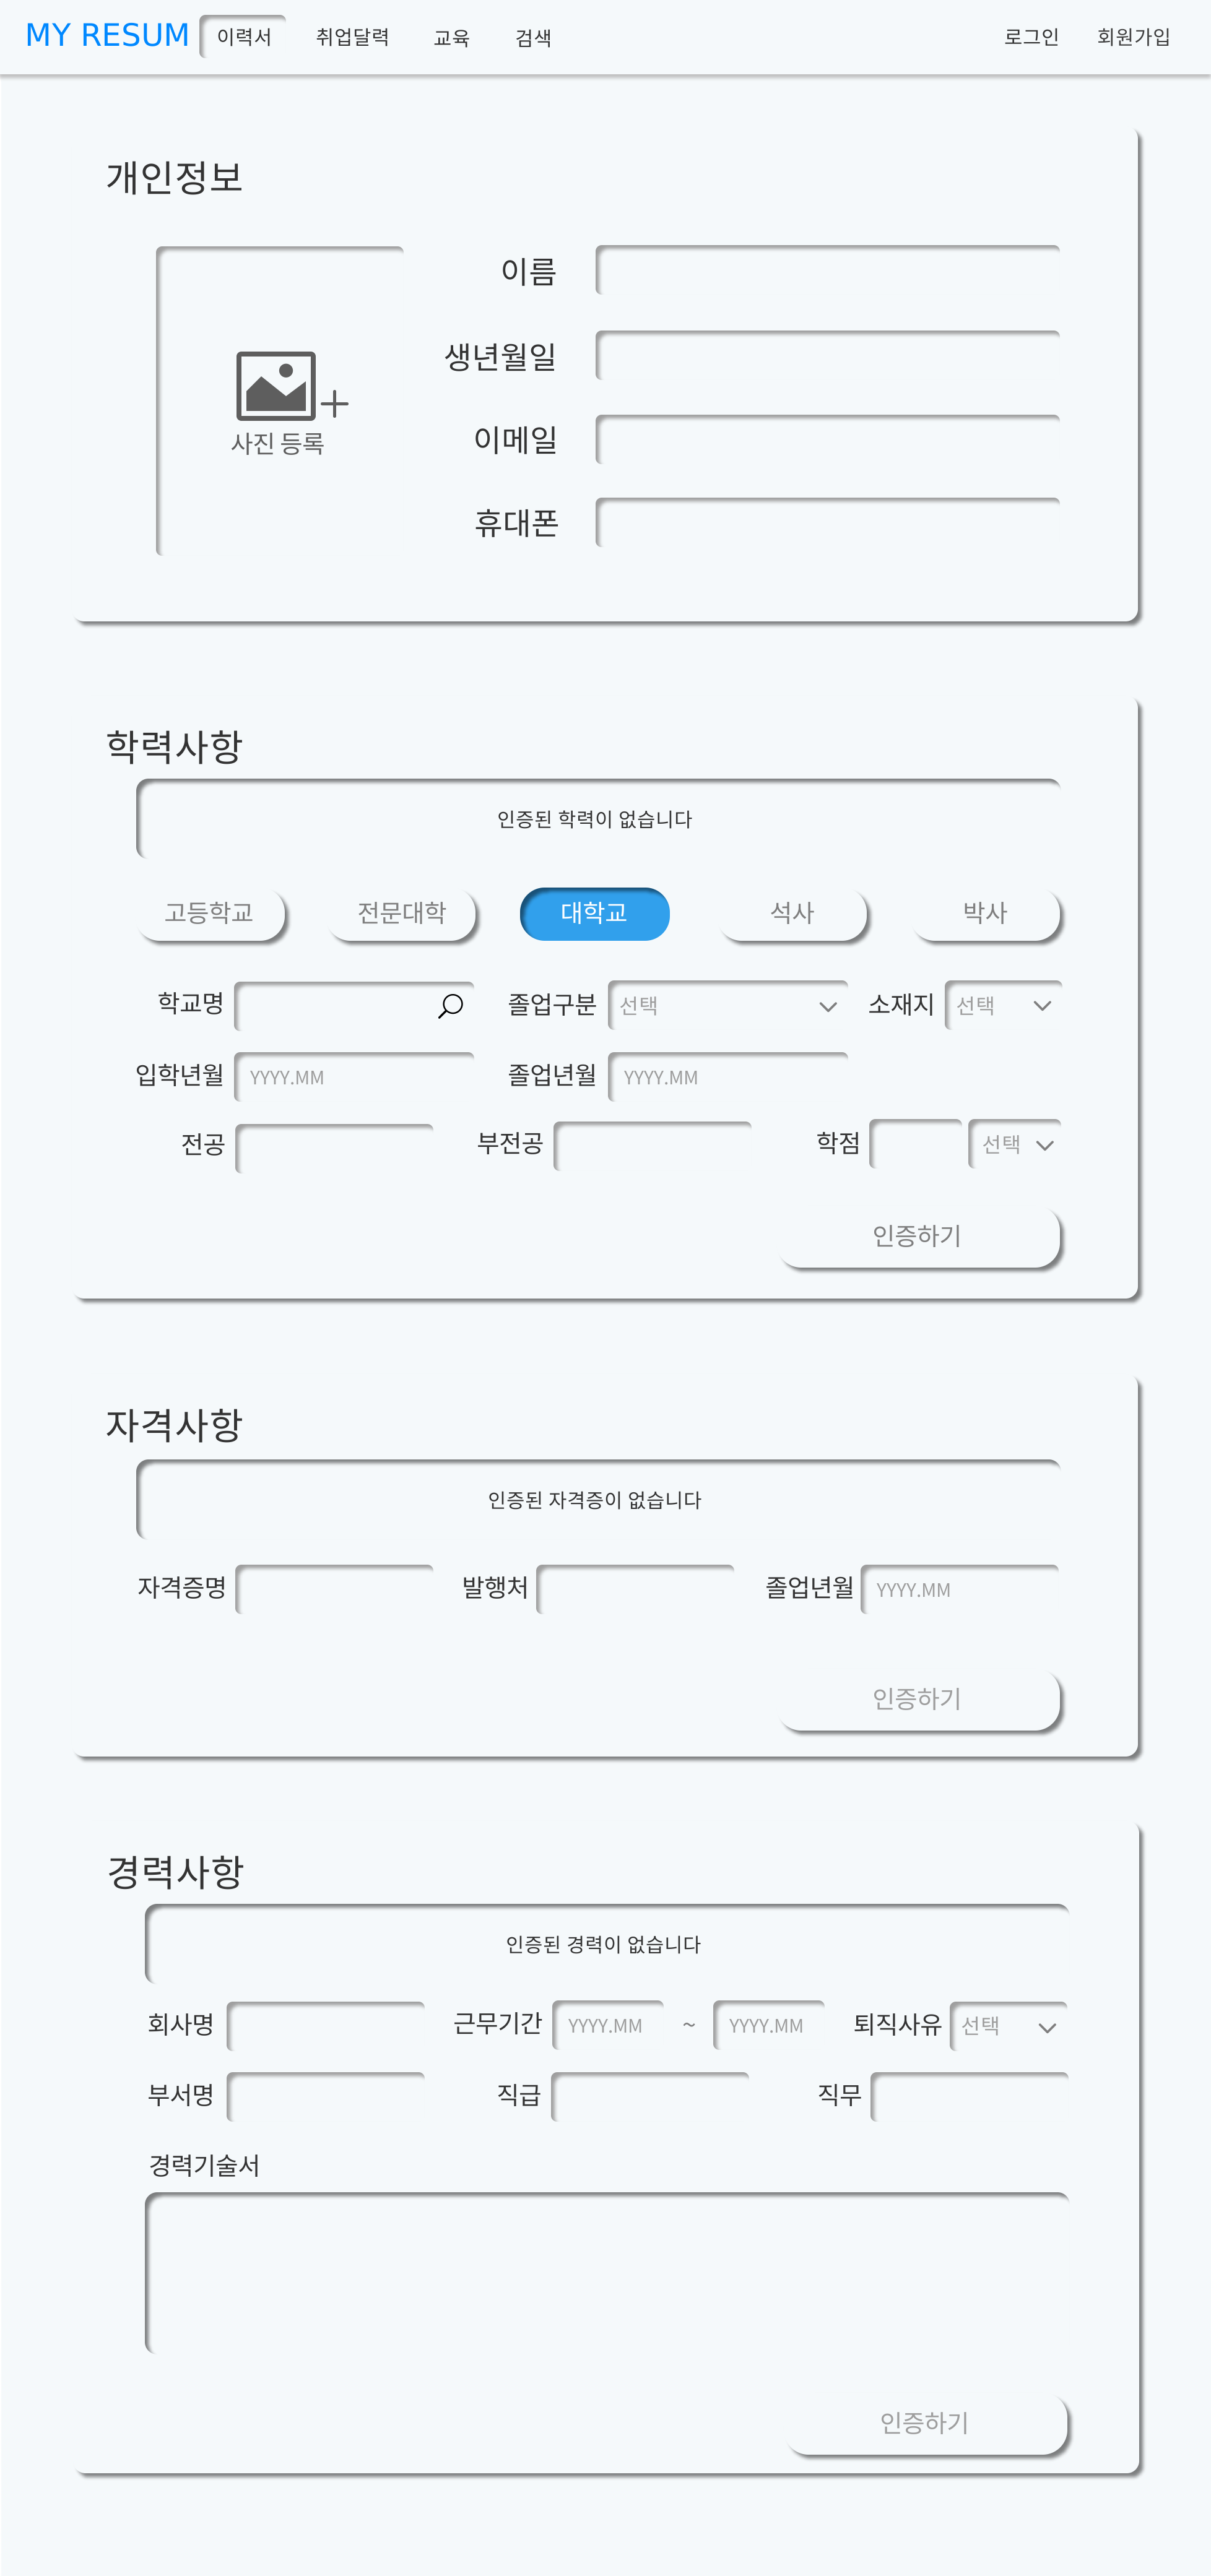 MY RESUM 이력서 취업달력 교육 검색 로그인 회원가입
개인정보
이름
생년월일
사진 등록
이메일
휴대폰
학력사항
인증된 학력이 없습니다
고등학교 전문대학 대학교 석사 박사
학교명 졸업구분 선택 소재지 선택
입학년월 YYYY.MM 졸업년월 YYYY.MM
전공 부전공 학점 선택
인증하기
자격사항
인증된 자격증이 없습니다
자격증명 발행처 졸업년월 YYYY.MM
인증하기
경력사항
인증된 경력이 없습니다
회사명 근무기간 YYYY.MM ~ YYYY.MM 퇴직사유 선택
부서명 직급 직무
경력기술서
인증하기